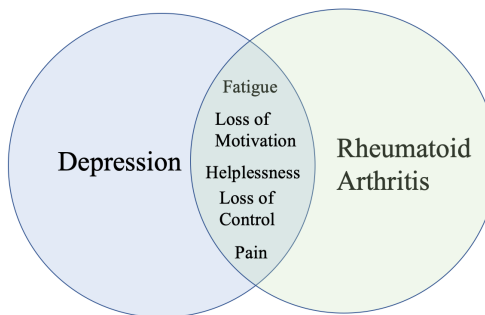 Depression
Fatigue
Loss of
Motivation
Helplessness
Loss of
Control
Pain
Rheumatoid
Arthritis